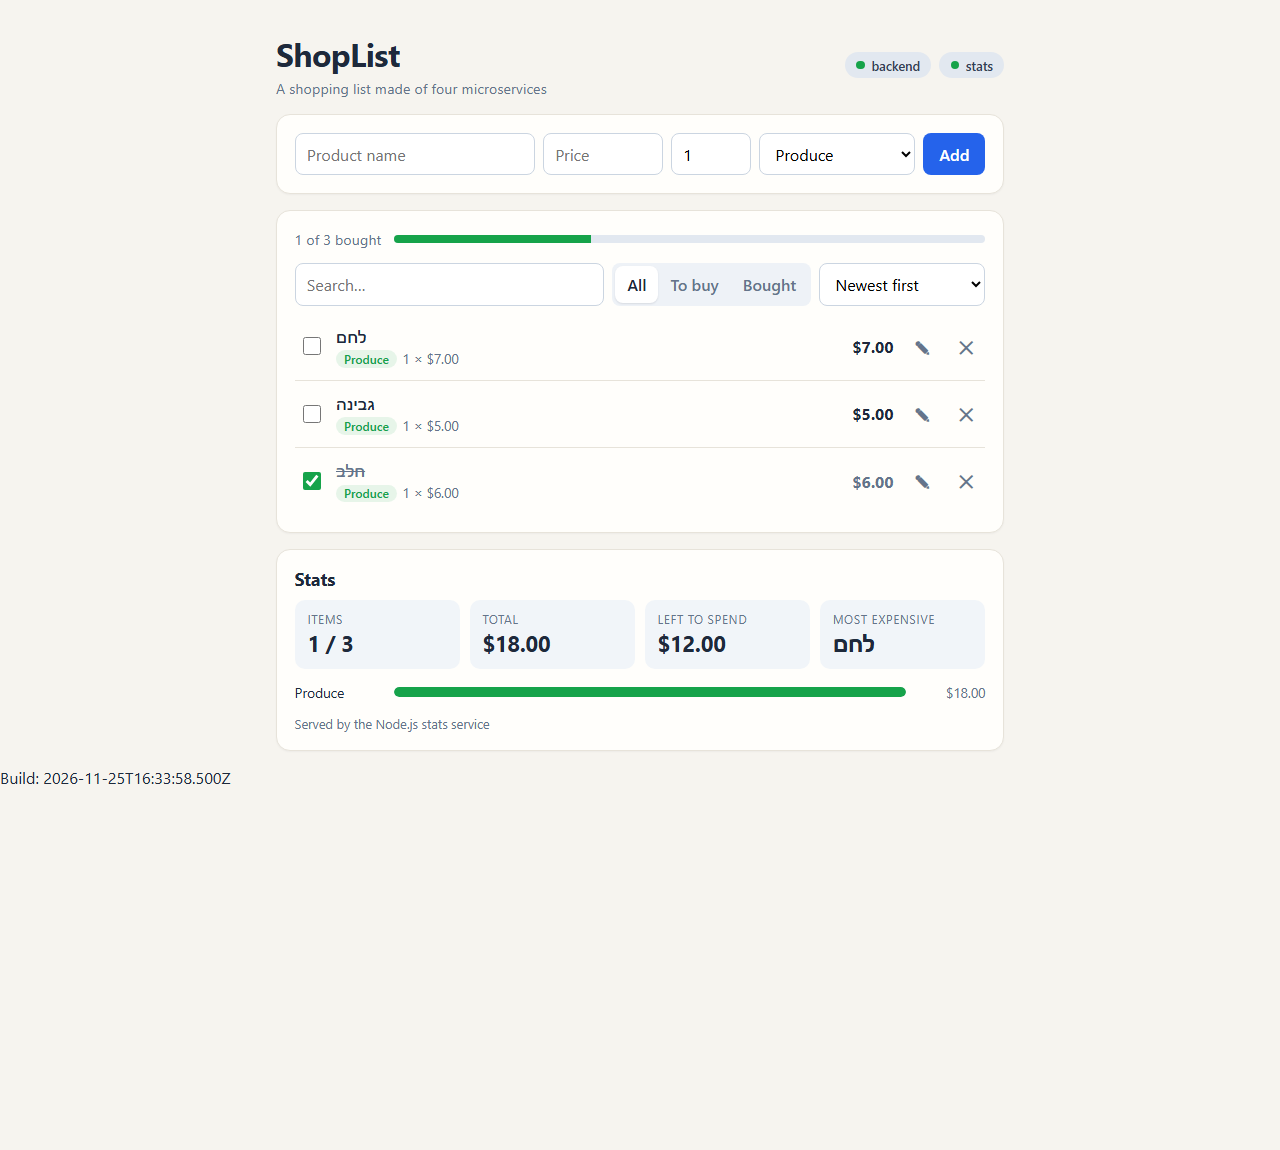 ShopList
A shopping list made of four microservices
backend
stats
Product name
Price
1
Produce
Add
1 of 3 bought
Search...
All
To buy
Bought
Newest first
לחם
Produce 1 × $7.00
$7.00
גבינה
Produce 1 × $5.00
$5.00
חלב
Produce 1 × $6.00
$6.00
Stats
ITEMS
1 / 3
TOTAL
$18.00
LEFT TO SPEND
$12.00
MOST EXPENSIVE
לחם
Produce
$18.00
Served by the Node.js stats service
Build: 2026-11-25T16:33:58.500Z